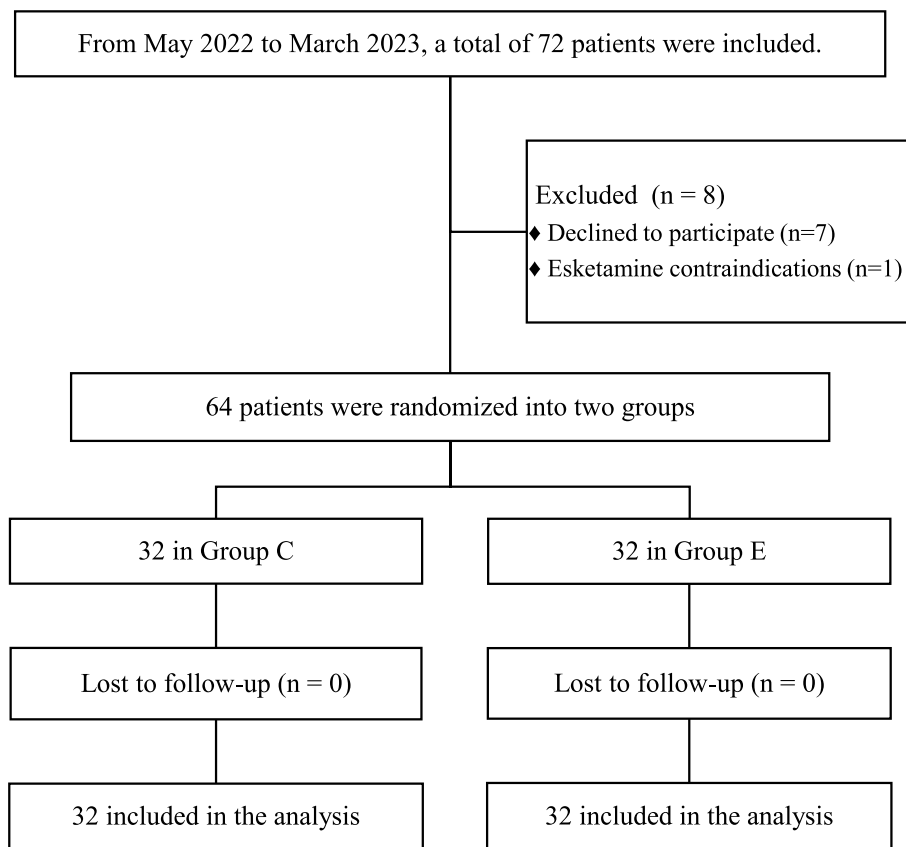 From May 2022 to March 2023, a total of 72 patients were included.
Excluded (n = 8)
♦ Declined to participate (n=7)
♦ Esketamine contraindications (n=1)
64 patients were randomized into two groups
32 in Group C
32 in Group E
Lost to follow-up (n = 0)
Lost to follow-up (n = 0)
32 included in the analysis
32 included in the analysis